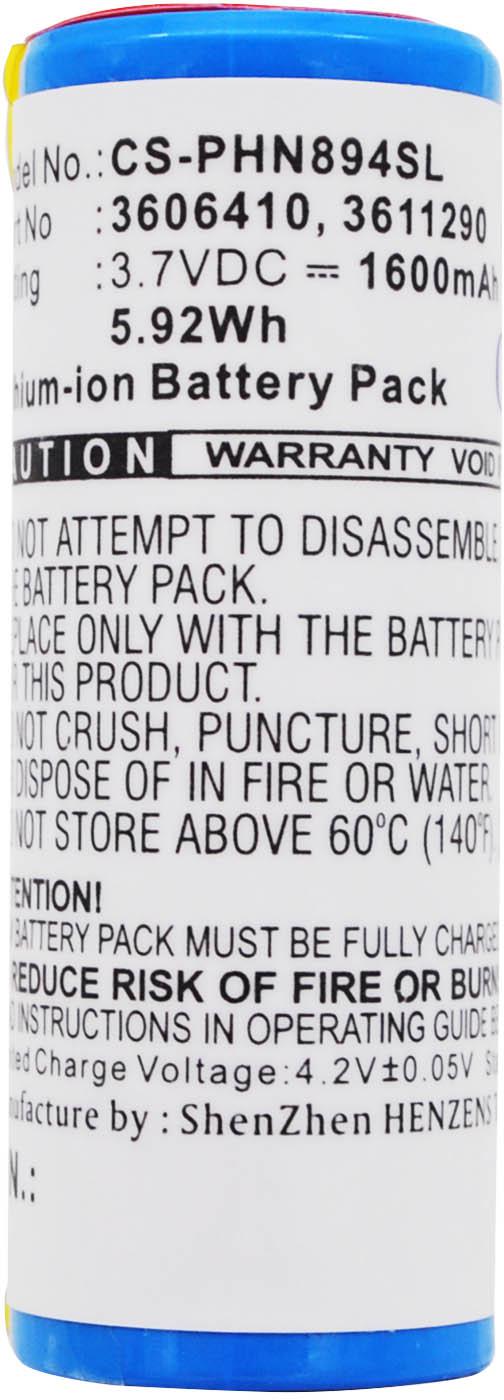 del No.: CS-PHN894SL
rt No : 3606410, 3611290
ing : 3.7VDC ⎓ 1600mAh
5.92Wh
hium-ion Battery Pack
AUTION WARRANTY VOID
NOT ATTEMPT TO DISASSEMBLE
E BATTERY PACK.
PLACE ONLY WITH THE BATTERY P
R THIS PRODUCT.
NOT CRUSH, PUNCTURE, SHORT
DISPOSE OF IN FIRE OR WATER.
NOT STORE ABOVE 60°C (140°F).
TENTION!
BATTERY PACK MUST BE FULLY CHARGE
REDUCE RISK OF FIRE OR BURN
D INSTRUCTIONS IN OPERATING GUIDE
ed Charge Voltage:4.2V±0.05V
ufacture by : ShenZhen HENZENS T
N.: